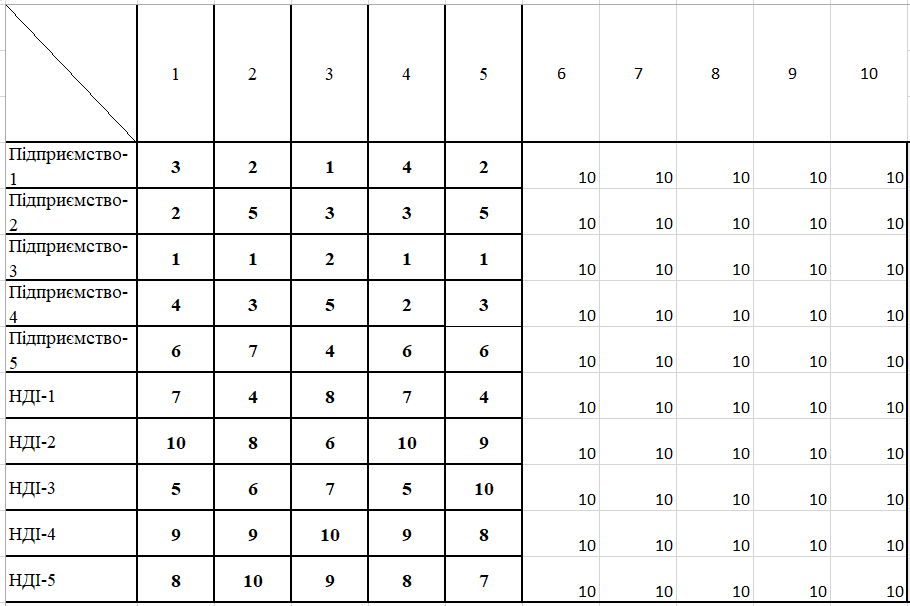 1 2 3 4 5 6 7 8 9 10
Підприємство-
1 3 2 1 4 2 10 10 10 10 10
Підприємство-
2 2 5 3 3 5 10 10 10 10 10
Підприємство-
3 1 1 2 1 1 10 10 10 10 10
Підприємство-
4 4 3 5 2 3 10 10 10 10 10
Підприємство-
5 6 7 4 6 6 10 10 10 10 10
НДІ-1 7 4 8 7 4 10 10 10 10 10
НДІ-2 10 8 6 10 9 10 10 10 10 10
НДІ-3 5 6 7 5 10 10 10 10 10 10
НДІ-4 9 9 10 9 8 10 10 10 10 10
НДІ-5 8 10 9 8 7 10 10 10 10 10